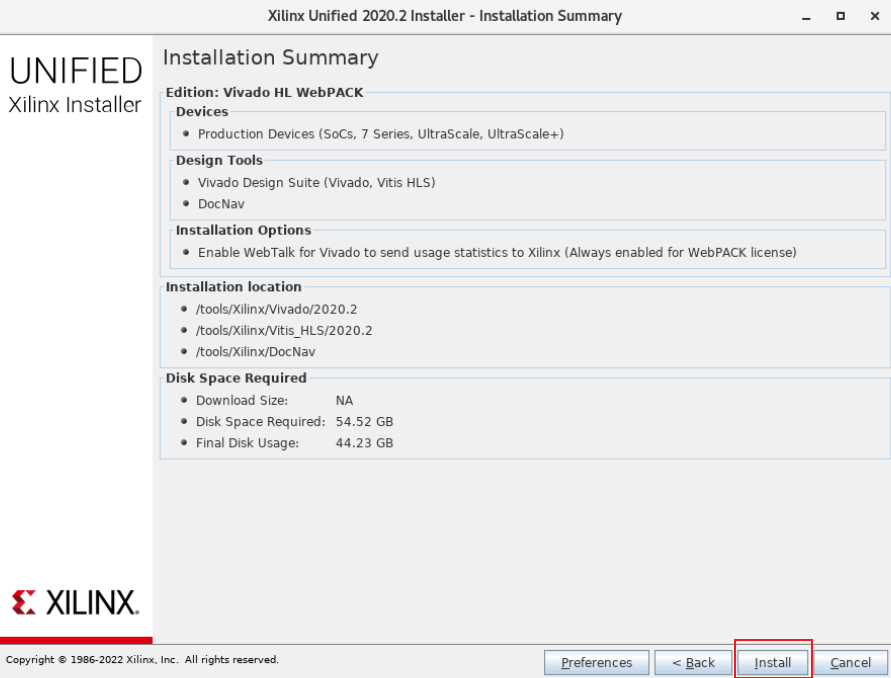 Xilinx Unified 2020.2 Installer - Installation Summary
UNIFIED
Xilinx Installer
Installation Summary
Edition: Vivado HL WebPACK
Devices
Production Devices (SoCs, 7 Series, UltraScale, UltraScale+)
Design Tools
Vivado Design Suite (Vivado, Vitis HLS)
DocNav
Installation Options
Enable WebTalk for Vivado to send usage statistics to Xilinx (Always enabled for WebPACK license)
Installation location
/tools/Xilinx/Vivado/2020.2
/tools/Xilinx/Vitis_HLS/2020.2
/tools/Xilinx/DocNav
Disk Space Required
Download Size: NA
Disk Space Required: 54.52 GB
Final Disk Usage: 44.23 GB
XILINX.
Copyright © 1986-2022 Xilinx, Inc. All rights reserved.
Preferences < Back Install Cancel